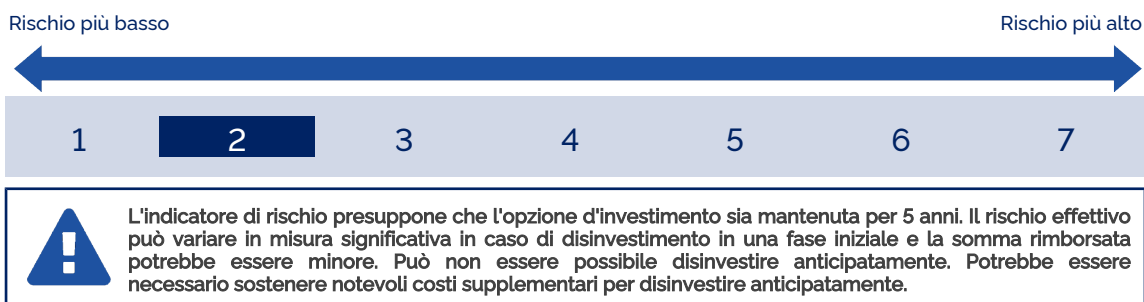 Rischio più basso Rischio più alto
1 2 3 4 5 6 7
L'indicatore di rischio presuppone che l'opzione d'investimento sia mantenuta per 5 anni. Il rischio effettivo
può variare in misura significativa in caso di disinvestimento in una fase iniziale e la somma rimborsata
potrebbe essere minore. Può non essere possibile disinvestire anticipatamente. Potrebbe essere
necessario sostenere notevoli costi supplementari per disinvestire anticipatamente.